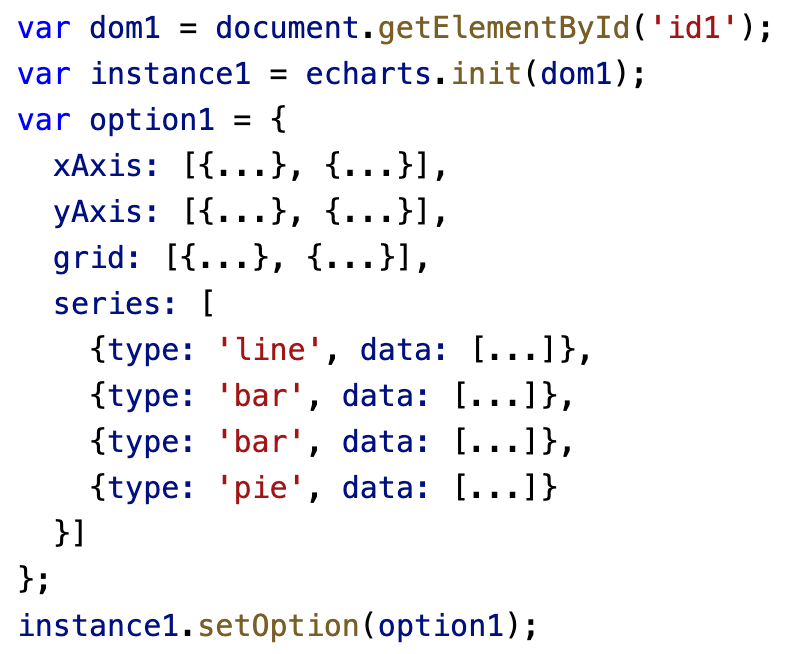 var dom1 = document.getElementById('id1');
var instance1 = echarts.init(dom1);
var option1 = {
  xAxis: [{...}, {...}],
  yAxis: [{...}, {...}],
  grid: [{...}, {...}],
  series: [
    {type: 'line', data: [...]},
    {type: 'bar', data: [...]},
    {type: 'bar', data: [...]},
    {type: 'pie', data: [...]}
  }]
};
instance1.setOption(option1);